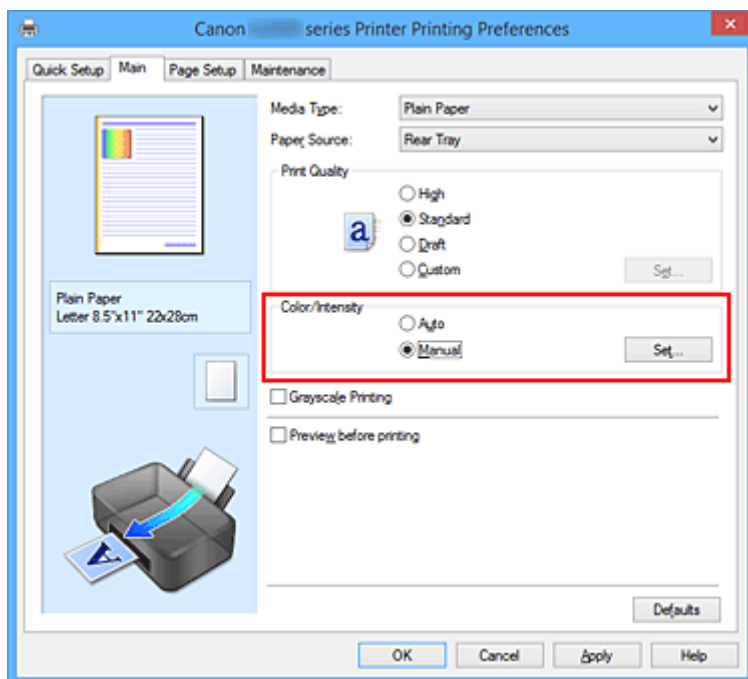 Canon series Printer Printing Preferences
Quick Setup Main Page Setup Maintenance
Media Type: Plain Paper
Paper Source: Rear Tray
Print Quality
High
a Standard
Draft
Custom Set...
Plain Paper
Letter 8.5"x11" 22x28cm
Color/Intensity
Auto
Manual Set...
Grayscale Printing
Preview before printing
A
Defaults
OK Cancel Apply Help